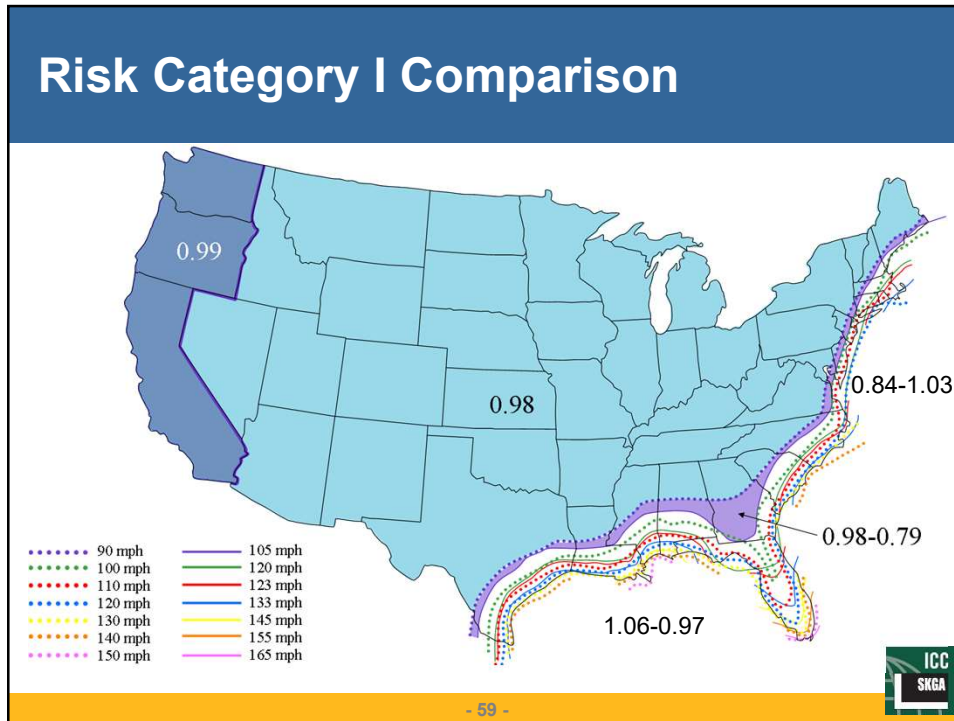 Risk Category I Comparison
0.99
0.98
0.84-1.03
0.98-0.79
1.06-0.97
90 mph 105 mph
100 mph 120 mph
110 mph 123 mph
120 mph 133 mph
130 mph 145 mph
140 mph 155 mph
150 mph 165 mph
ICC
SKGA
- 59 -